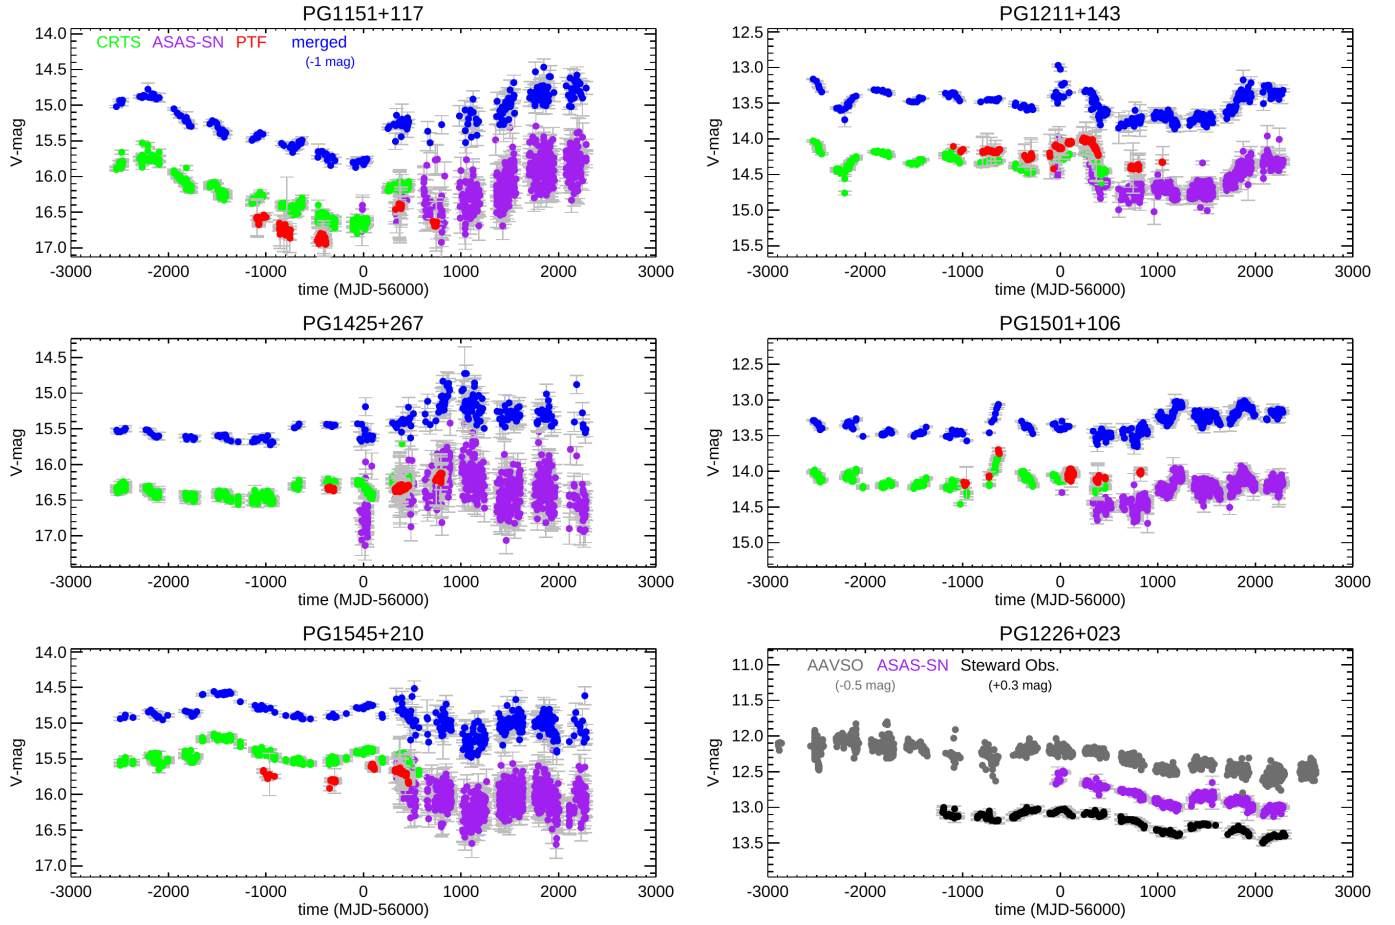 PG1151+117
14.0
14.5
15.0
15.5
16.0
16.5
17.0
V-mag
CRTS ASAS-SN PTF merged
(-1 mag)
-3000 -2000 -1000 0 1000 2000 3000
time (MJD-56000)
PG1211+143
12.5
13.0
13.5
14.0
14.5
15.0
15.5
V-mag
-3000 -2000 -1000 0 1000 2000 3000
time (MJD-56000)
PG1425+267
14.5
15.0
15.5
16.0
16.5
17.0
V-mag
-3000 -2000 -1000 0 1000 2000 3000
time (MJD-56000)
PG1501+106
12.5
13.0
13.5
14.0
14.5
15.0
V-mag
-3000 -2000 -1000 0 1000 2000 3000
time (MJD-56000)
PG1545+210
14.0
14.5
15.0
15.5
16.0
16.5
17.0
V-mag
-3000 -2000 -1000 0 1000 2000 3000
time (MJD-56000)
PG1226+023
11.0
12.0
12.5
13.0
13.5
V-mag
AAVSO ASAS-SN Steward Obs.
(-0.5 mag) (+0.3 mag)
-3000 -2000 -1000 0 1000 2000 3000
time (MJD-56000)